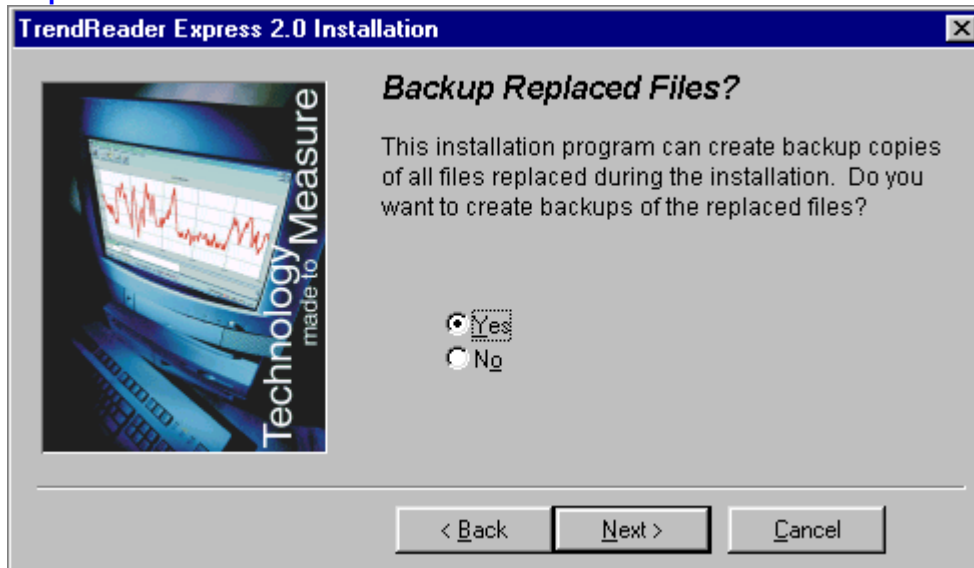 TrendReader Express 2.0 Installation
Backup Replaced Files?
This installation program can create backup copies
of all files replaced during the installation. Do you
want to create backups of the replaced files?
Technology
made to Measure
Yes
No
< Back
Next >
Cancel